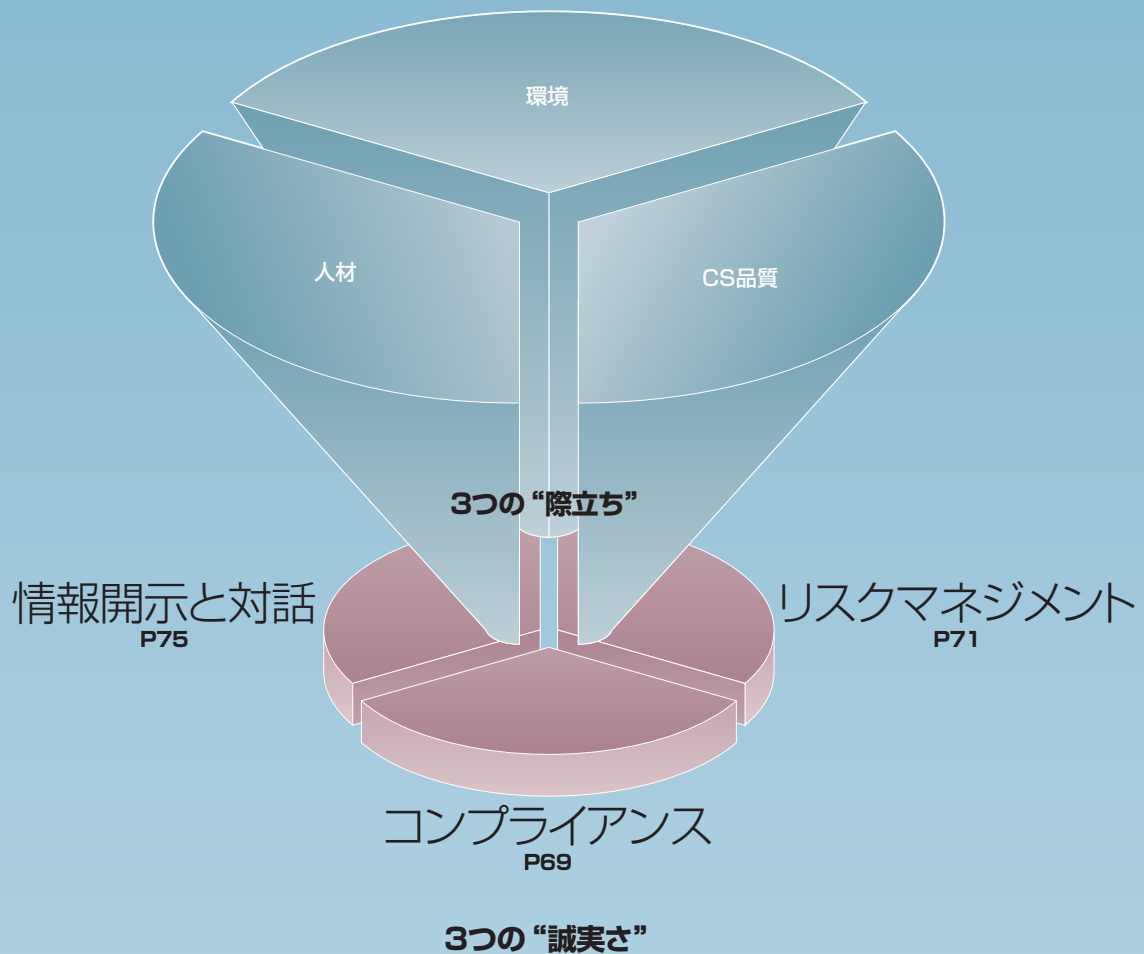 環境
人材
CS品質
3つの“際立ち”
情報開示と対話
P75
リスクマネジメント
P71
コンプライアンス
P69
3つの“誠実さ”